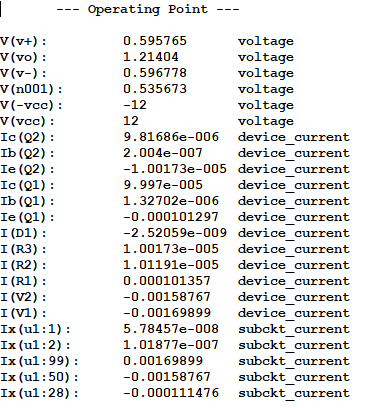 --- Operating Point ---
V(v+): 0.595765 voltage
V(vo): 1.21404 voltage
V(v-): 0.596778 voltage
V(n001): 0.535673 voltage
V(-vcc): -12 voltage
V(vcc): 12 voltage
Ic(Q2): 9.81686e-006 device_current
Ib(Q2): 2.004e-007 device_current
Ie(Q2): -1.00173e-005 device_current
Ic(Q1): 9.997e-005 device_current
Ib(Q1): 1.32702e-006 device_current
Ie(Q1): -0.000101297 device_current
I(D1): -2.52059e-009 device_current
I(R3): 1.00173e-005 device_current
I(R2): 1.01191e-005 device_current
I(R1): 0.000101357 device_current
I(V2): -0.00158767 device_current
I(V1): -0.00169899 device_current
Ix(u1:1): 5.78457e-008 subckt_current
Ix(u1:2): 1.01877e-007 subckt_current
Ix(u1:99): 0.00169899 subckt_current
Ix(u1:50): -0.00158767 subckt_current
Ix(u1:28): -0.000111476 subckt_current